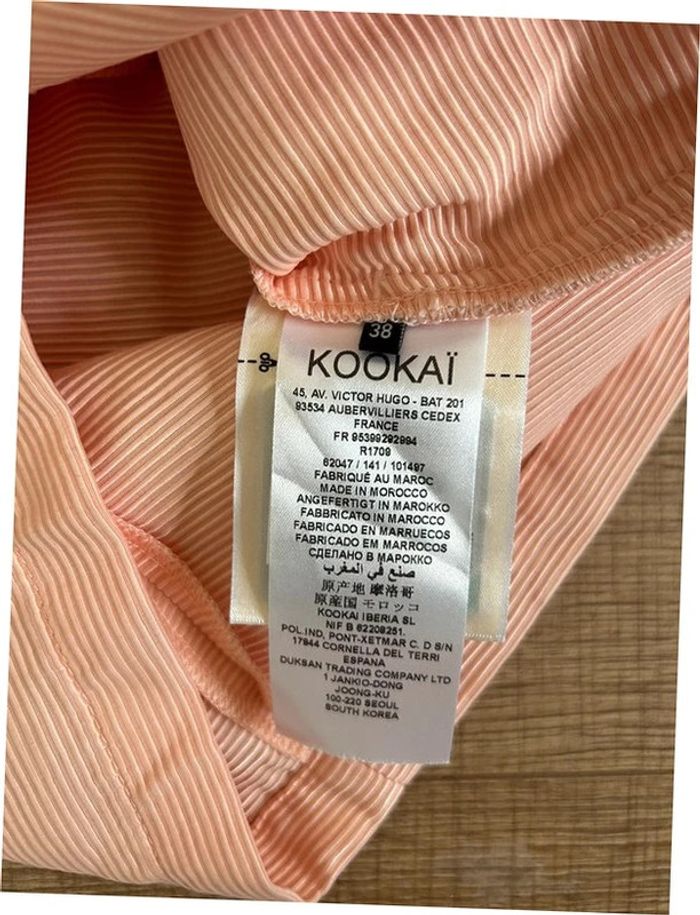 38
KOOKAÏ
45, AV. VICTOR HUGO - BAT 201
93534 AUBERVILLIERS CEDEX
FRANCE
FR 95399292994
R1709
62047 / 141 / 101497
FABRIQUÉ AU MAROC
MADE IN MOROCCO
ANGEFERTIGT IN MAROKKO
FABBRICATO IN MAROCCO
FABRICADO EN MARRUECOS
FABRICADO EM MARROCOS
СДЕЛАНО В МАРОККО
صنع في المغرب
原产地 摩洛哥
原産国 モロッコ
KOOKAI IBERIA SL
NIF B 62208251.
POL.IND, PONT-XETMAR C. D S/N
17844 CORNELLA DEL TERRI
ESPANA
DUKSAN TRADING COMPANY LTD
1 JANKIO-DONG
JOONG-KU
100-220 SEOUL
SOUTH KOREA